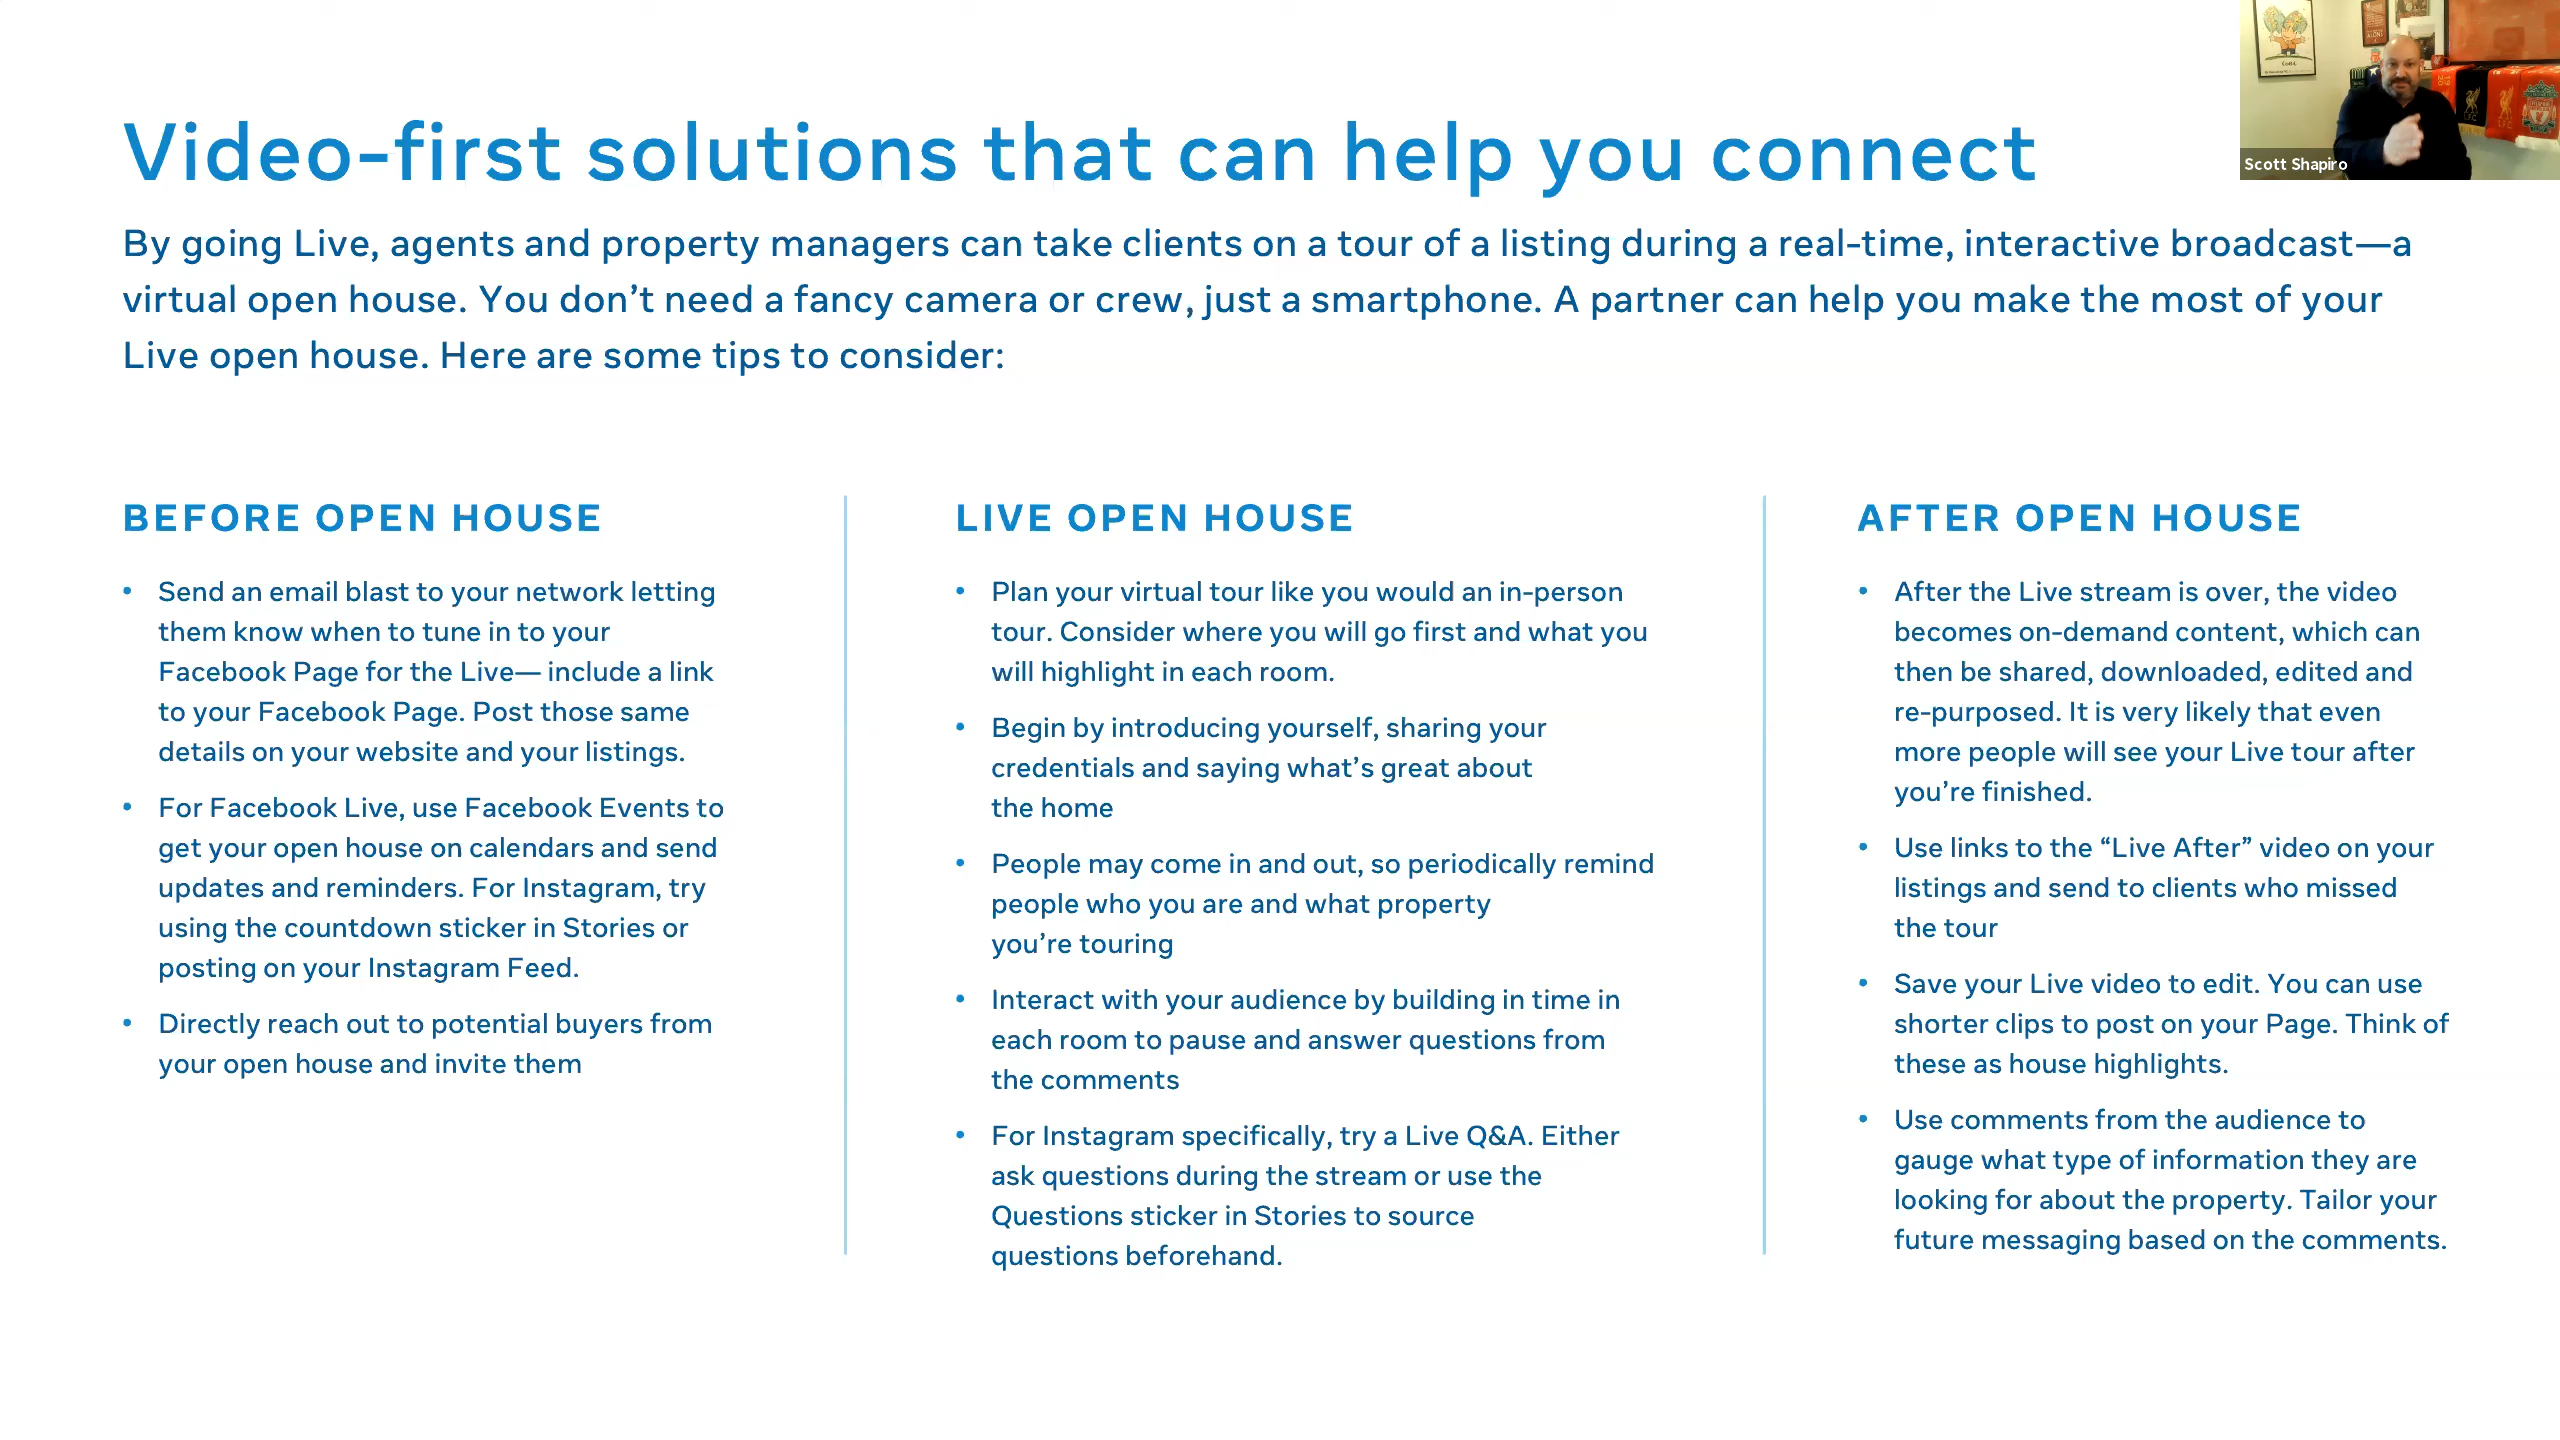 Video-first solutions that can help you connect
By going Live, agents and property managers can take clients on a tour of a listing during a real-time, interactive broadcast—a
virtual open house. You don’t need a fancy camera or crew, just a smartphone. A partner can help you make the most of your
Live open house. Here are some tips to consider:
Scott Shapiro
BEFORE OPEN HOUSE
• Send an email blast to your network letting
them know when to tune in to your
Facebook Page for the Live— include a link
to your Facebook Page. Post those same
details on your website and your listings.
• For Facebook Live, use Facebook Events to
get your open house on calendars and send
updates and reminders. For Instagram, try
using the countdown sticker in Stories or
posting on your Instagram Feed.
• Directly reach out to potential buyers from
your open house and invite them
LIVE OPEN HOUSE
• Plan your virtual tour like you would an in-person
tour. Consider where you will go first and what you
will highlight in each room.
• Begin by introducing yourself, sharing your
credentials and saying what’s great about
the home
• People may come in and out, so periodically remind
people who you are and what property
you’re touring
• Interact with your audience by building in time in
each room to pause and answer questions from
the comments
• For Instagram specifically, try a Live Q&A. Either
ask questions during the stream or use the
Questions sticker in Stories to source
questions beforehand.
AFTER OPEN HOUSE
• After the Live stream is over, the video
becomes on-demand content, which can
then be shared, downloaded, edited and
re-purposed. It is very likely that even
more people will see your Live tour after
you’re finished.
• Use links to the “Live After” video on your
listings and send to clients who missed
the tour
• Save your Live video to edit. You can use
shorter clips to post on your Page. Think of
these as house highlights.
• Use comments from the audience to
gauge what type of information they are
looking for about the property. Tailor your
future messaging based on the comments.